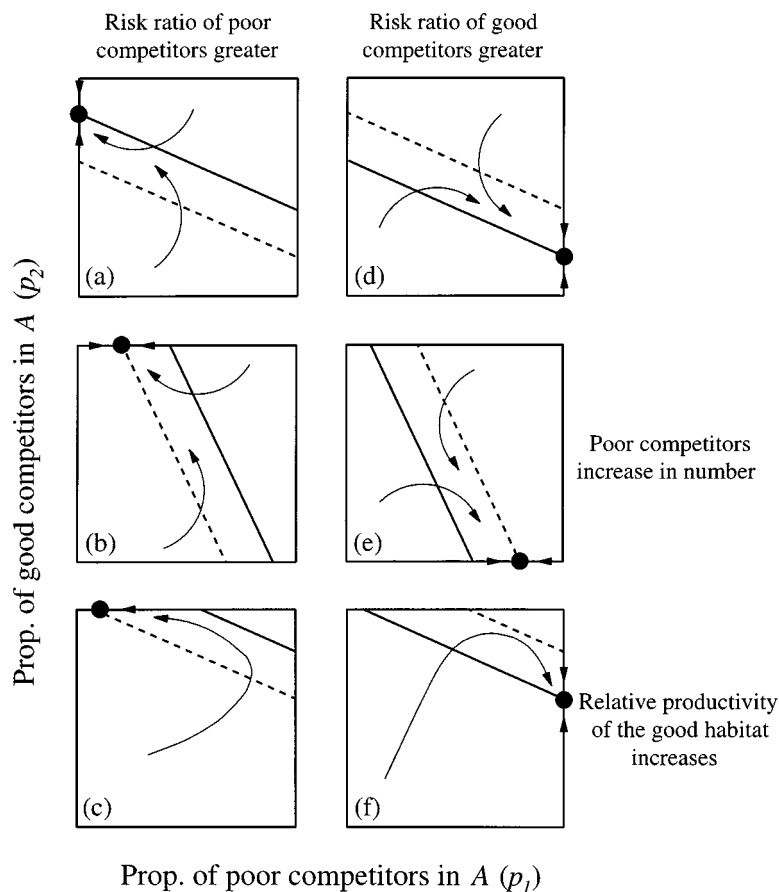 Risk ratio of poor
competitors greater
Risk ratio of good
competitors greater
Prop. of good competitors in A (p2)
(a)
(d)
(b)
(e)
Poor competitors
increase in number
(c)
(f)
Relative productivity
of the good habitat
increases
Prop. of poor competitors in A (p1)